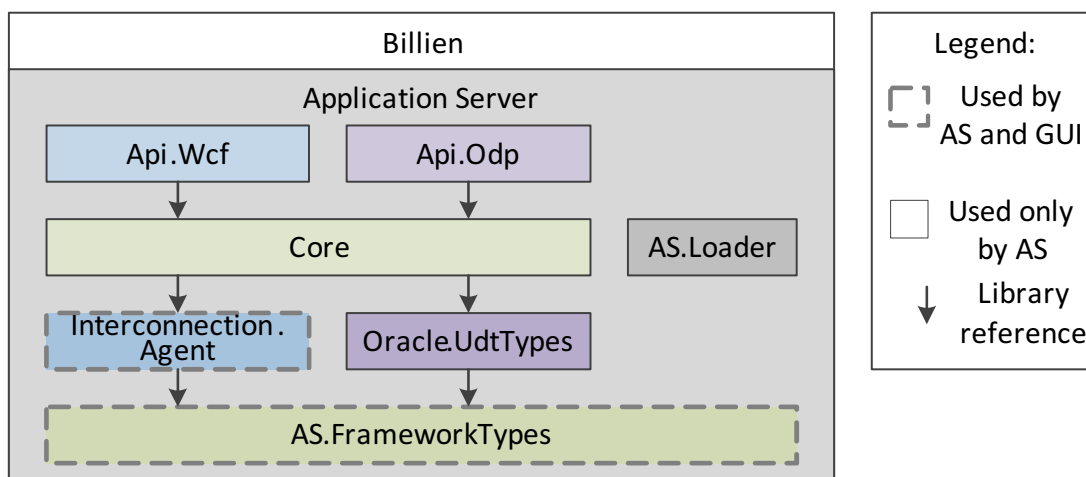 Billien
Application Server
Api.Wcf
Api.Odp
Core
AS.Loader
Interconnection.
Agent
Oracle.UdtTypes
AS.FrameworkTypes
Legend:
Used by
AS and GUI
Used only
by AS
Library
reference